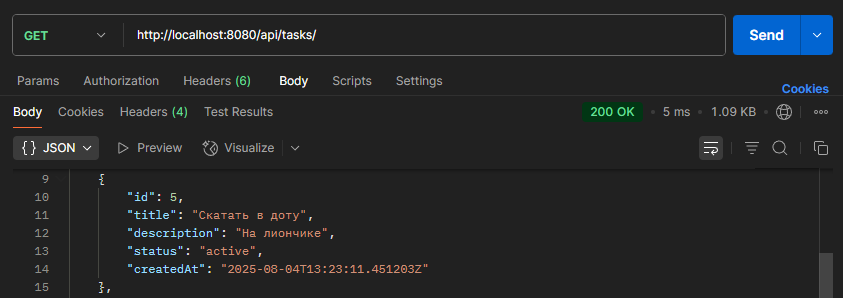 GET http://localhost:8080/api/tasks/ Send
Params Authorization Headers (6) Body Scripts Settings
Cookies
Body Cookies Headers (4) Test Results 200 OK 5 ms 1.09 KB
{} JSON Preview Visualize
9 {
10 "id": 5,
11 "title": "Скатать в доту",
12 "description": "На лиончике",
13 "status": "active",
14 "createdAt": "2025-08-04T13:23:11.451203Z"
15 },